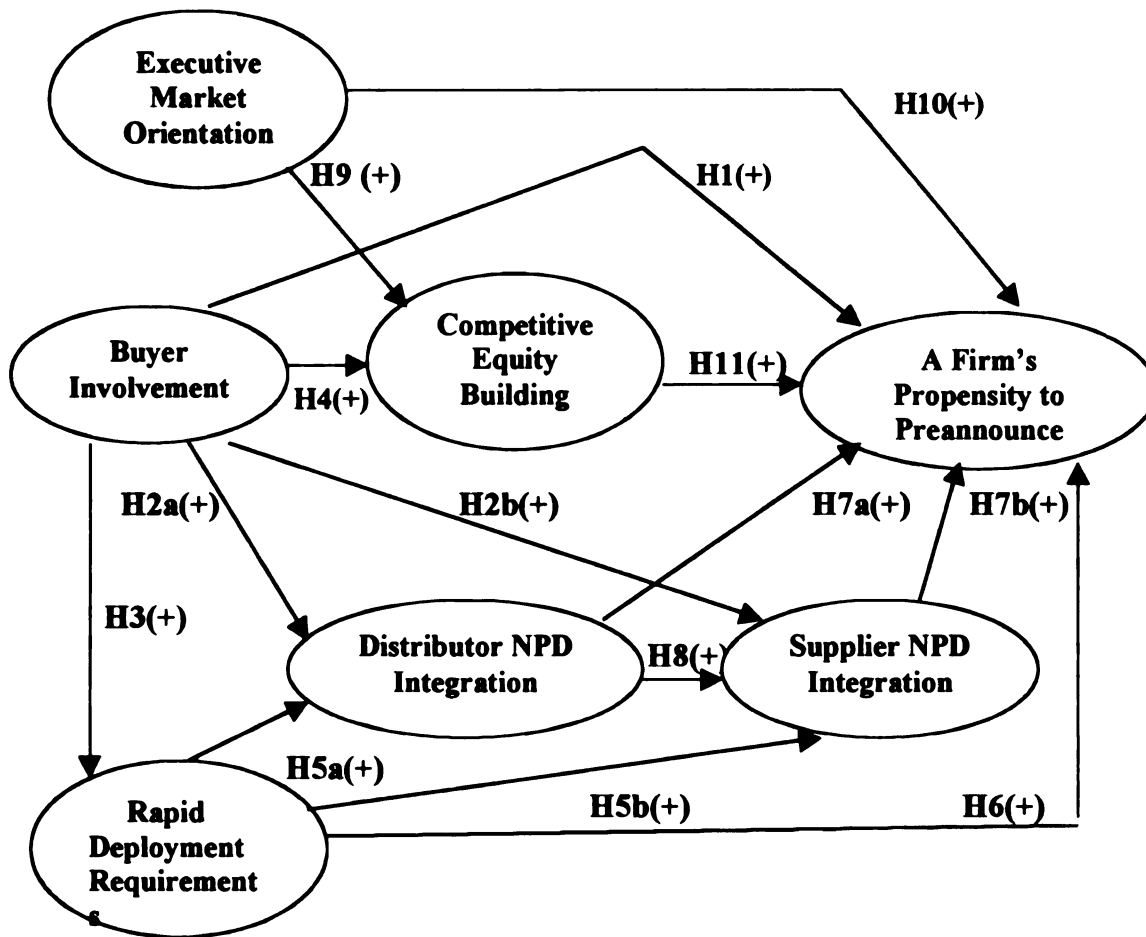 Executive
Market
Orientation
H10(+)
H9 (+)
H1(+)
Competitive
Equity
Building
Buyer
Involvement
H4(+)
H11(+)
A Firm's
Propensity to
Preannounce
H2a(+)
H2b(+)
H7a(+)
H7b(+)
H3(+)
Distributor NPD
Integration
H8(+)
Supplier NPD
Integration
H5a(+)
H5b(+)
H6(+)
Rapid
Deployment
Requirement
s